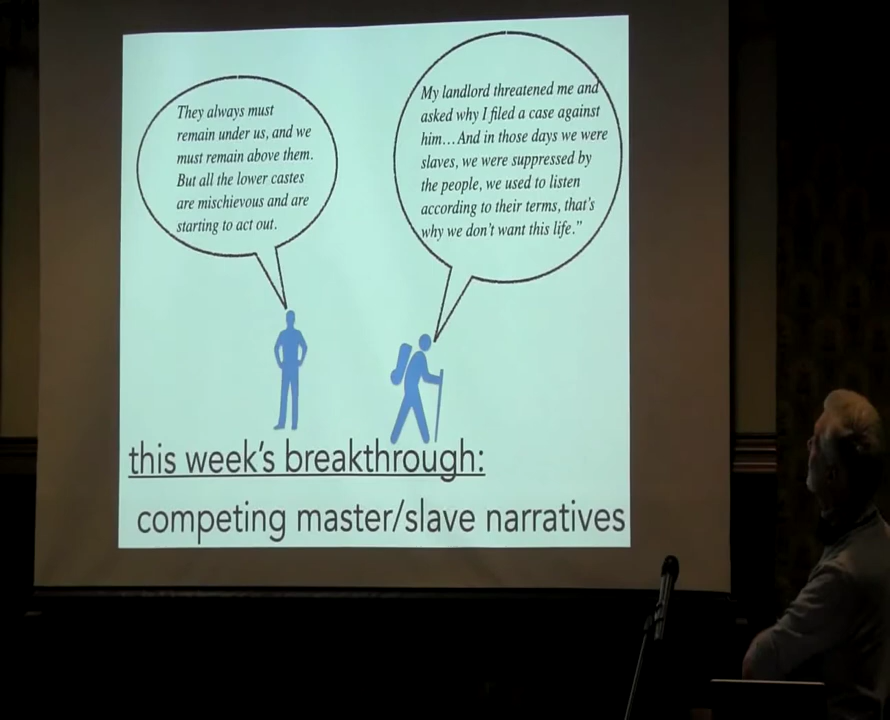 They always must
remain under us, and we
must remain above them.
But all the lower castes
are mischievous and are
starting to act out.
My landlord threatened me and
asked why I filed a case against
him…And in those days we were
slaves, we were suppressed by
the people, we used to listen
according to their terms, that's
why we don't want this life.”
this week's breakthrough:
competing master/slave narratives